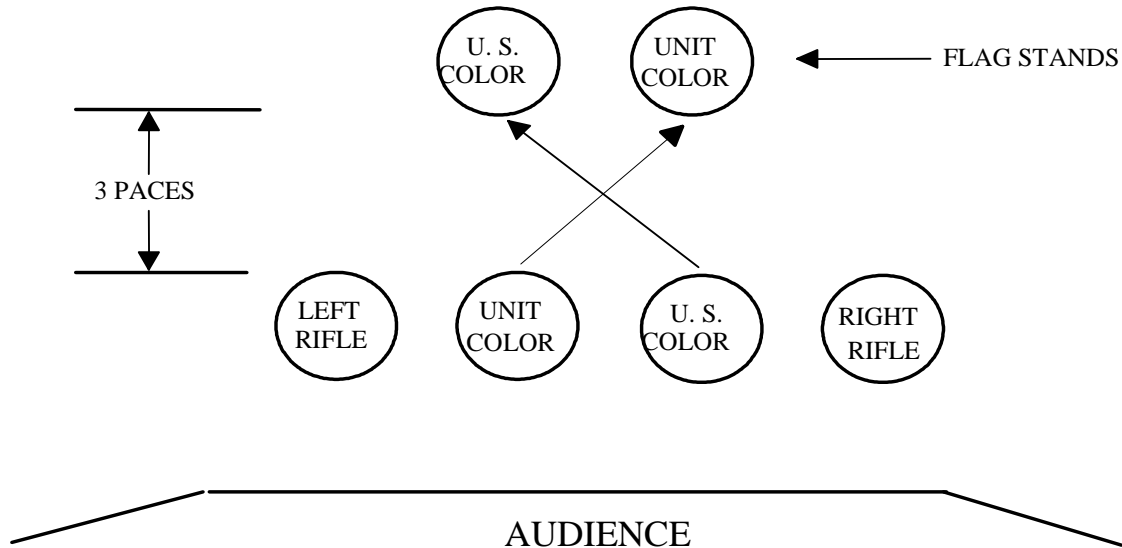 U. S.
COLOR
UNIT
COLOR
FLAG STANDS
3 PACES
LEFT
RIFLE
UNIT
COLOR
U. S.
COLOR
RIGHT
RIFLE
AUDIENCE